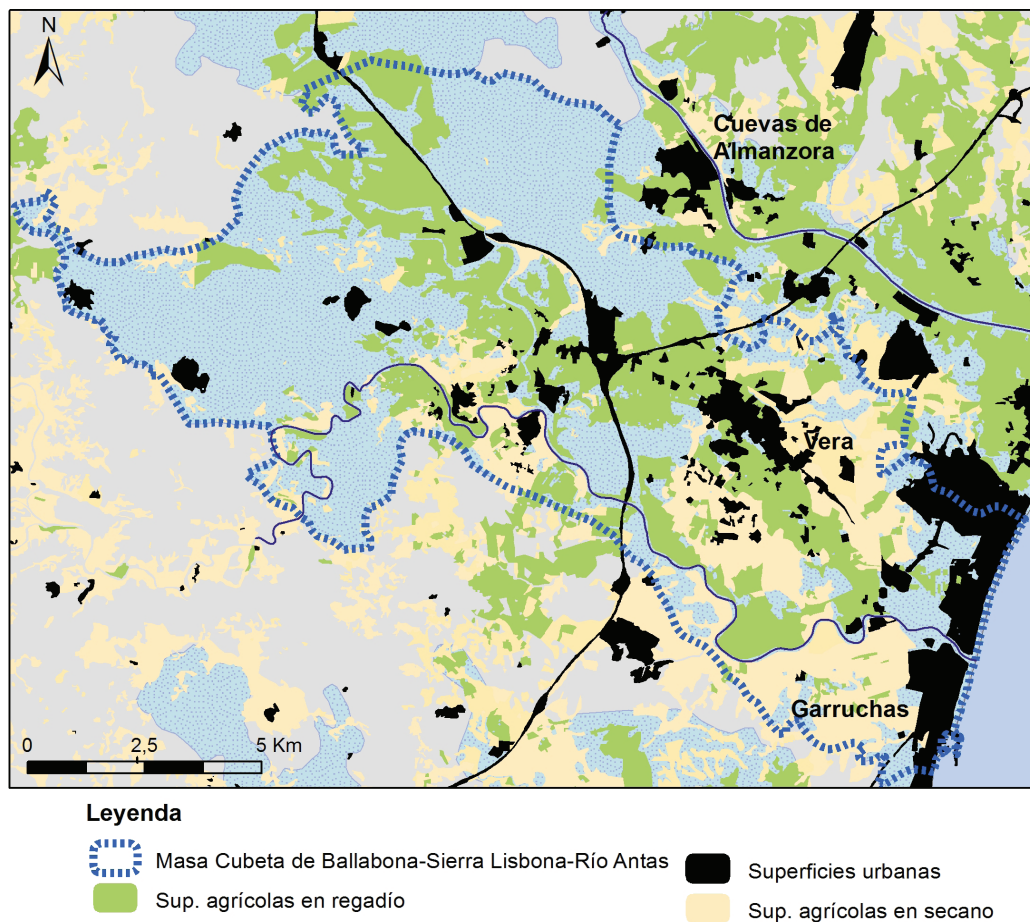 N
Cuevas de
Almanzora
Vera
Garruchas
0 2,5 5 Km
Leyenda
Masa Cubeta de Ballabona-Sierra Lisbona-Río Antas
Superficies urbanas
Sup. agrícolas en regadío
Sup. agrícolas en secano